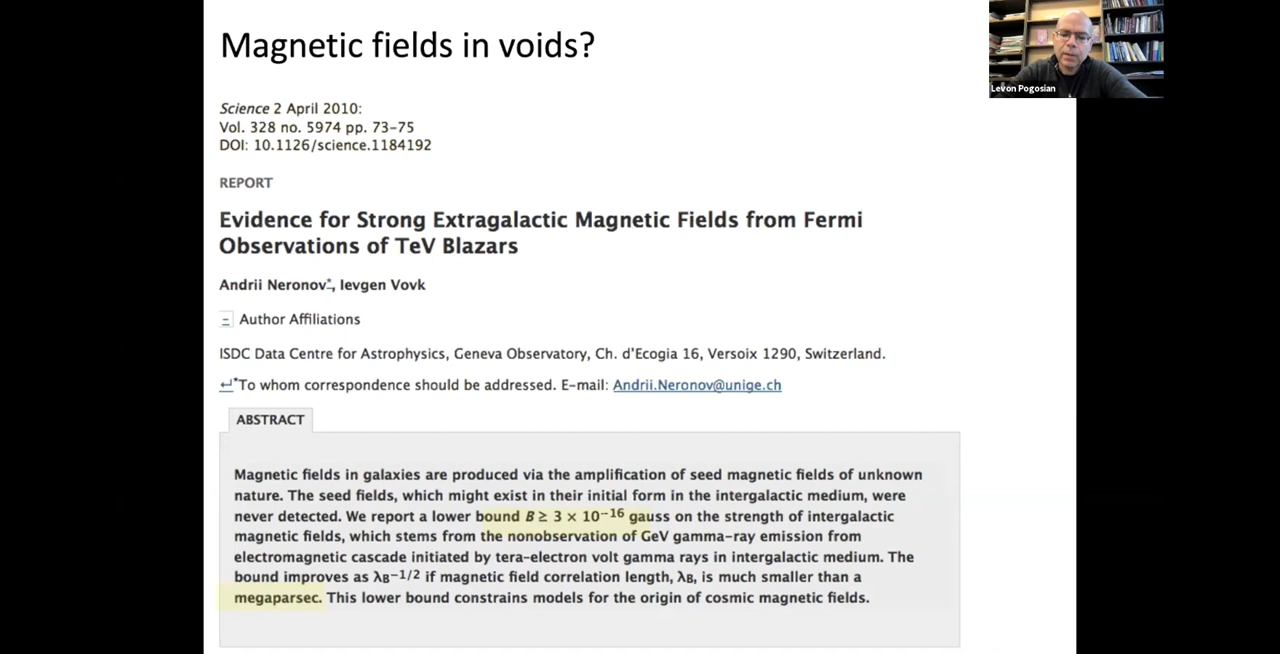 Magnetic fields in voids?
Levon Pogosian
Science 2 April 2010:
Vol. 328 no. 5974 pp. 73–75
DOI: 10.1126/science.1184192
REPORT
Evidence for Strong Extragalactic Magnetic Fields from Fermi
Observations of TeV Blazars
Andrii Neronov*, Ievgen Vovk
– Author Affiliations
ISDC Data Centre for Astrophysics, Geneva Observatory, Ch. d'Ecogia 16, Versoix 1290, Switzerland.
↵*To whom correspondence should be addressed. E-mail: Andrii.Neronov@unige.ch
ABSTRACT
Magnetic fields in galaxies are produced via the amplification of seed magnetic fields of unknown
nature. The seed fields, which might exist in their initial form in the intergalactic medium, were
never detected. We report a lower bound B ≥ 3 × 10⁻¹⁶ gauss on the strength of intergalactic
magnetic fields, which stems from the nonobservation of GeV gamma-ray emission from
electromagnetic cascade initiated by tera-electron volt gamma rays in intergalactic medium. The
bound improves as λB⁻¹/² if magnetic field correlation length, λB, is much smaller than a
megaparsec. This lower bound constrains models for the origin of cosmic magnetic fields.